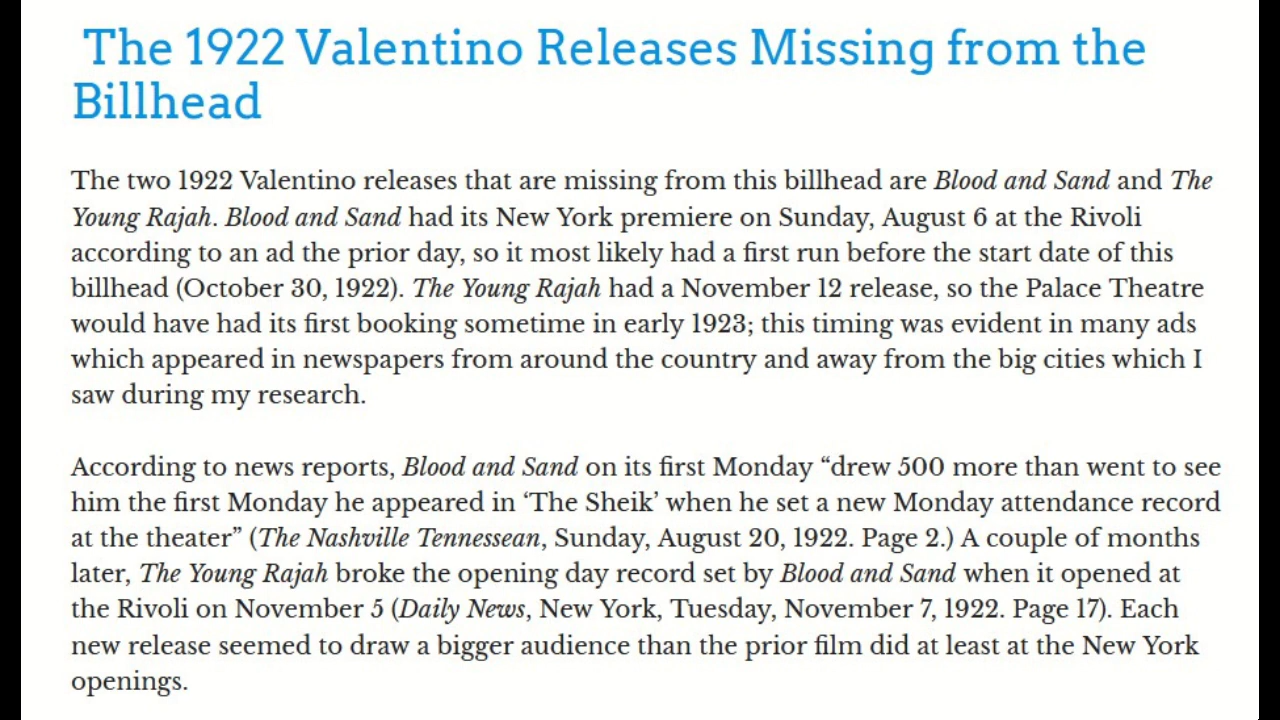 The 1922 Valentino Releases Missing from the
Billhead
The two 1922 Valentino releases that are missing from this billhead are Blood and Sand and The
Young Rajah. Blood and Sand had its New York premiere on Sunday, August 6 at the Rivoli
according to an ad the prior day, so it most likely had a first run before the start date of this
billhead (October 30, 1922). The Young Rajah had a November 12 release, so the Palace Theatre
would have had its first booking sometime in early 1923; this timing was evident in many ads
which appeared in newspapers from around the country and away from the big cities which I
saw during my research.
According to news reports, Blood and Sand on its first Monday “drew 500 more than went to see
him the first Monday he appeared in ‘The Sheik’ when he set a new Monday attendance record
at the theater” (The Nashville Tennessean, Sunday, August 20, 1922. Page 2.) A couple of months
later, The Young Rajah broke the opening day record set by Blood and Sand when it opened at
the Rivoli on November 5 (Daily News, New York, Tuesday, November 7, 1922. Page 17). Each
new release seemed to draw a bigger audience than the prior film did at least at the New York
openings.